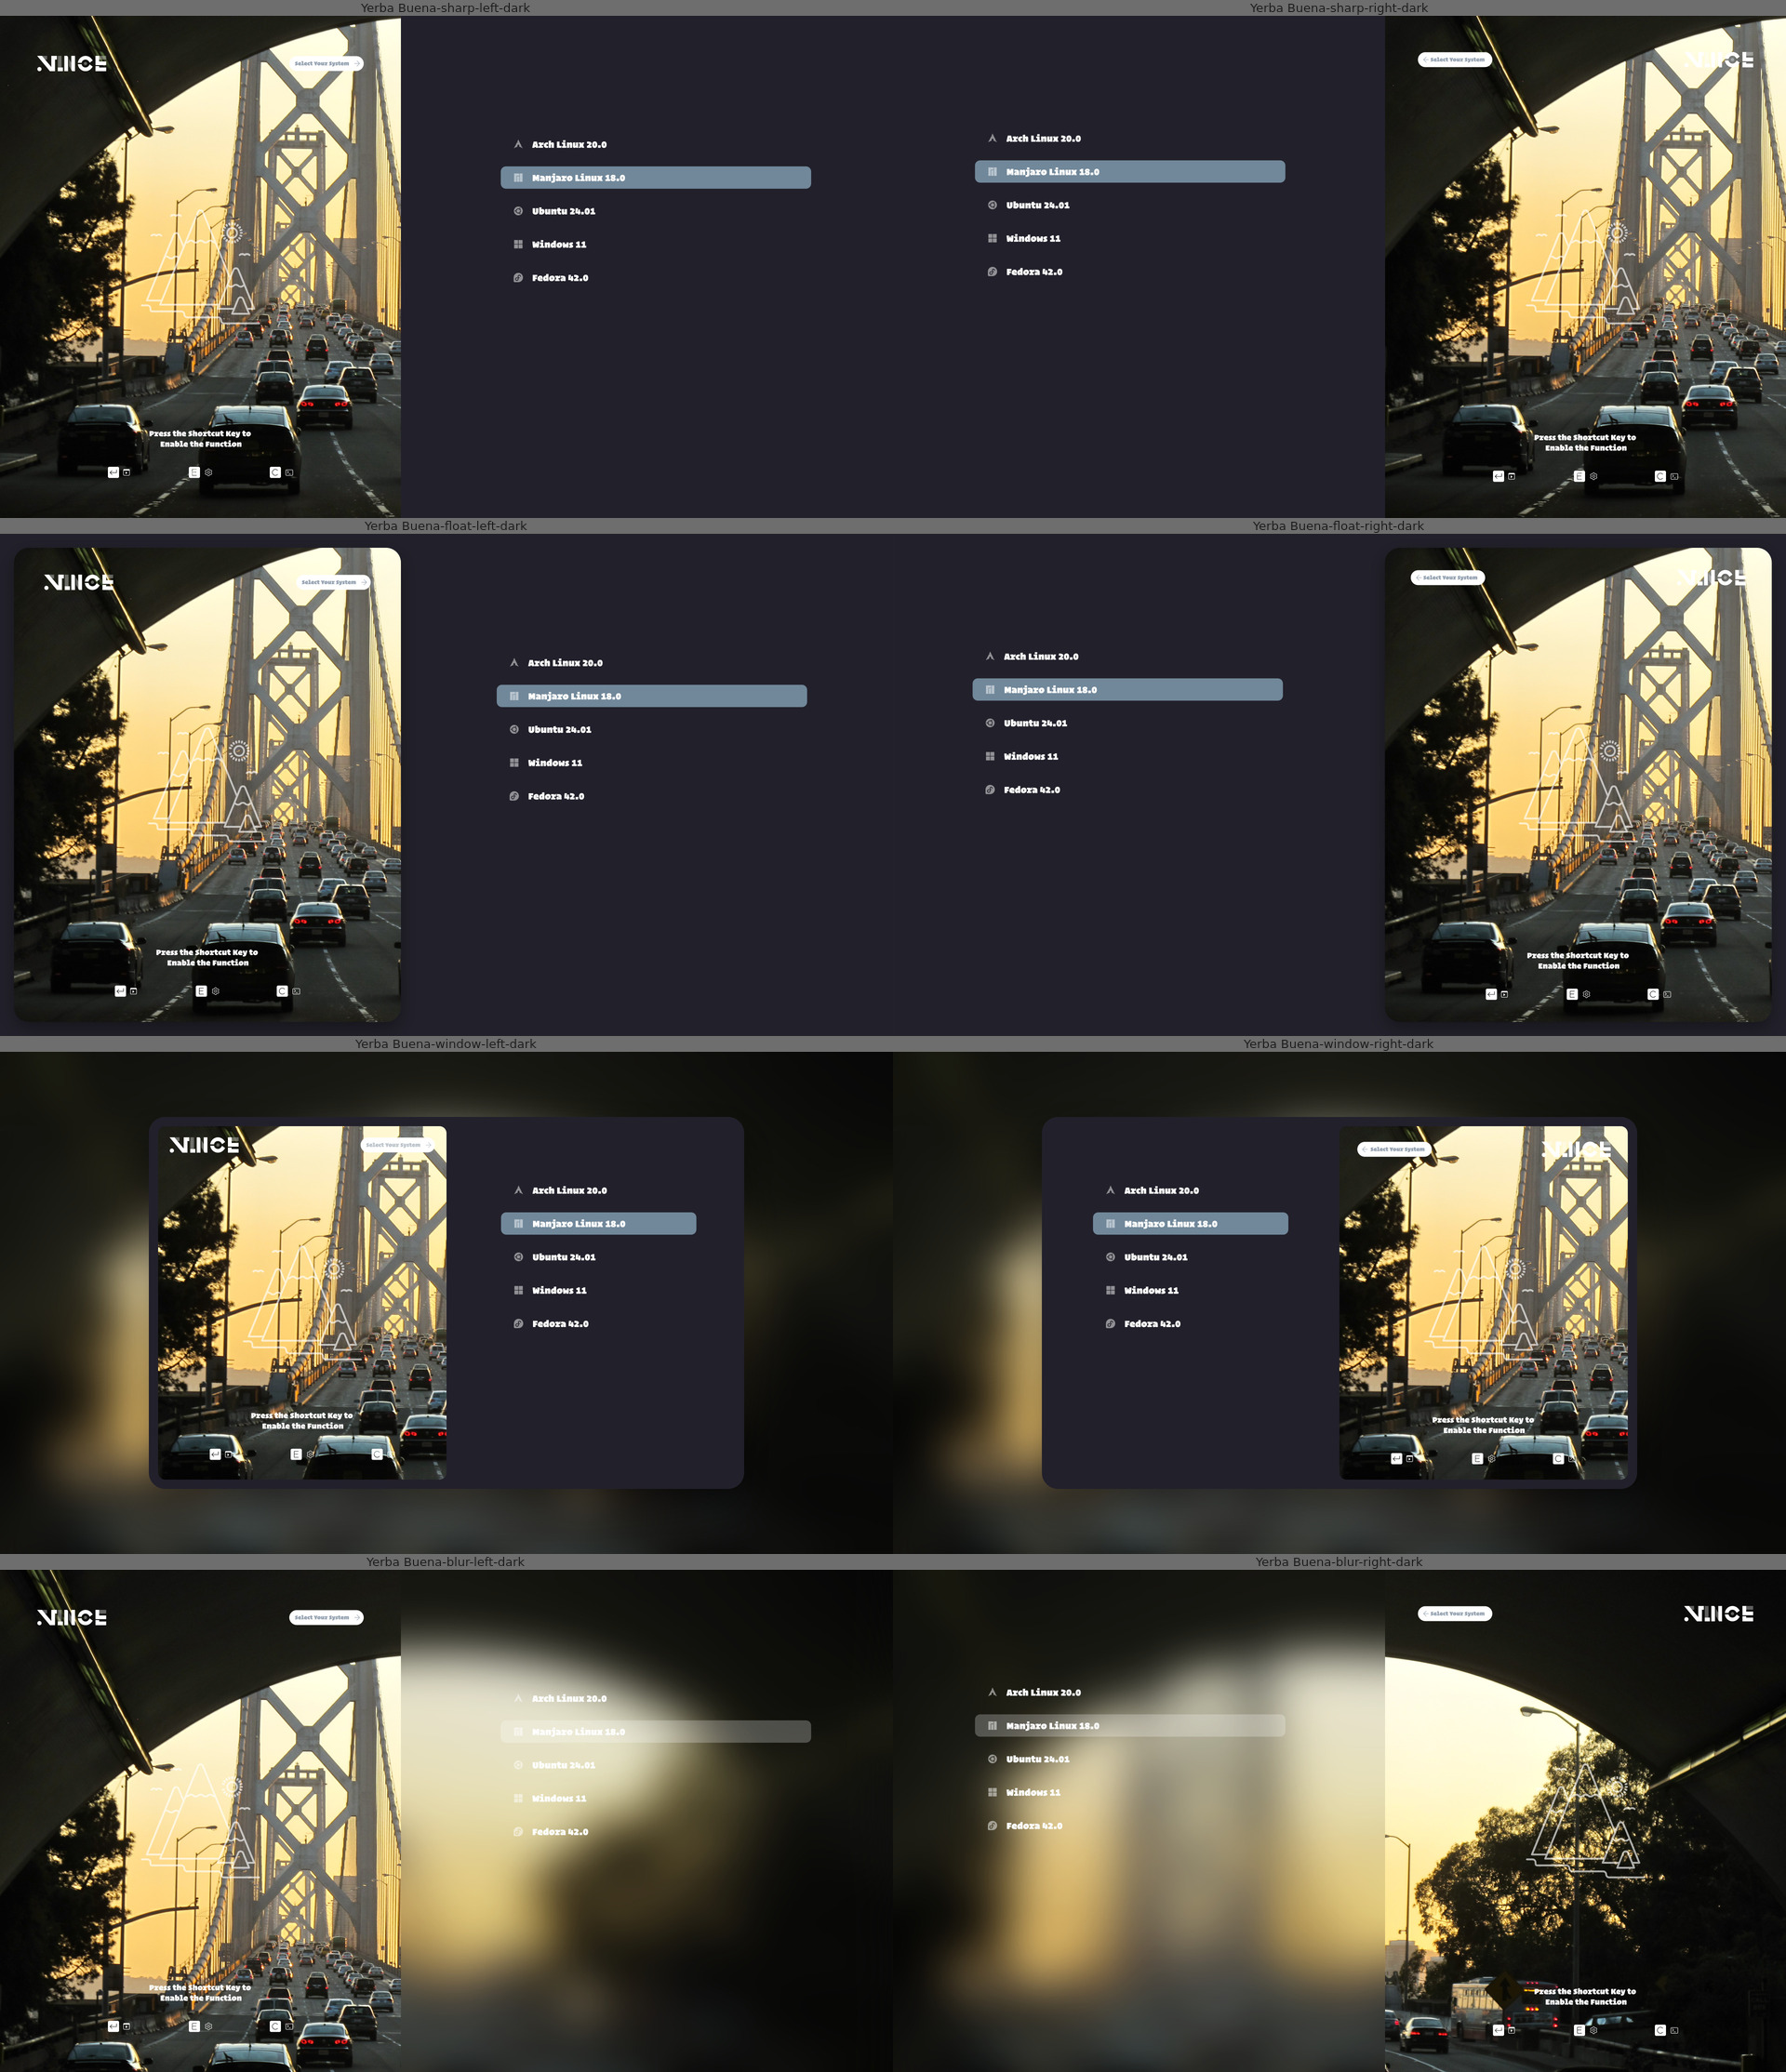 Yerba Buena-sharp-left-dark
Select Your System
Arch Linux 20.0
Manjaro Linux 18.0
Ubuntu 24.01
Windows 11
Fedora 42.0
Press the Shortcut Key to
Enable the Function
E C
Yerba Buena-sharp-right-dark
Select Your System
Arch Linux 20.0
Manjaro Linux 18.0
Ubuntu 24.01
Windows 11
Fedora 42.0
Press the Shortcut Key to
Enable the Function
E C
Yerba Buena-float-left-dark
Select Your System
Arch Linux 20.0
Manjaro Linux 18.0
Ubuntu 24.01
Windows 11
Fedora 42.0
Press the Shortcut Key to
Enable the Function
E C
Yerba Buena-float-right-dark
Select Your System
Arch Linux 20.0
Manjaro Linux 18.0
Ubuntu 24.01
Windows 11
Fedora 42.0
Press the Shortcut Key to
Enable the Function
E C
Yerba Buena-window-left-dark
Select Your System
Arch Linux 20.0
Manjaro Linux 18.0
Ubuntu 24.01
Windows 11
Fedora 42.0
Press the Shortcut Key to
Enable the Function
E C
Yerba Buena-window-right-dark
Select Your System
Arch Linux 20.0
Manjaro Linux 18.0
Ubuntu 24.01
Windows 11
Fedora 42.0
Press the Shortcut Key to
Enable the Function
E C
Yerba Buena-blur-left-dark
Select Your System
Arch Linux 20.0
Manjaro Linux 18.0
Ubuntu 24.01
Windows 11
Fedora 42.0
Press the Shortcut Key to
Enable the Function
E C
Yerba Buena-blur-right-dark
Select Your System
Arch Linux 20.0
Manjaro Linux 18.0
Ubuntu 24.01
Windows 11
Fedora 42.0
Press the Shortcut Key to
Enable the Function
E C